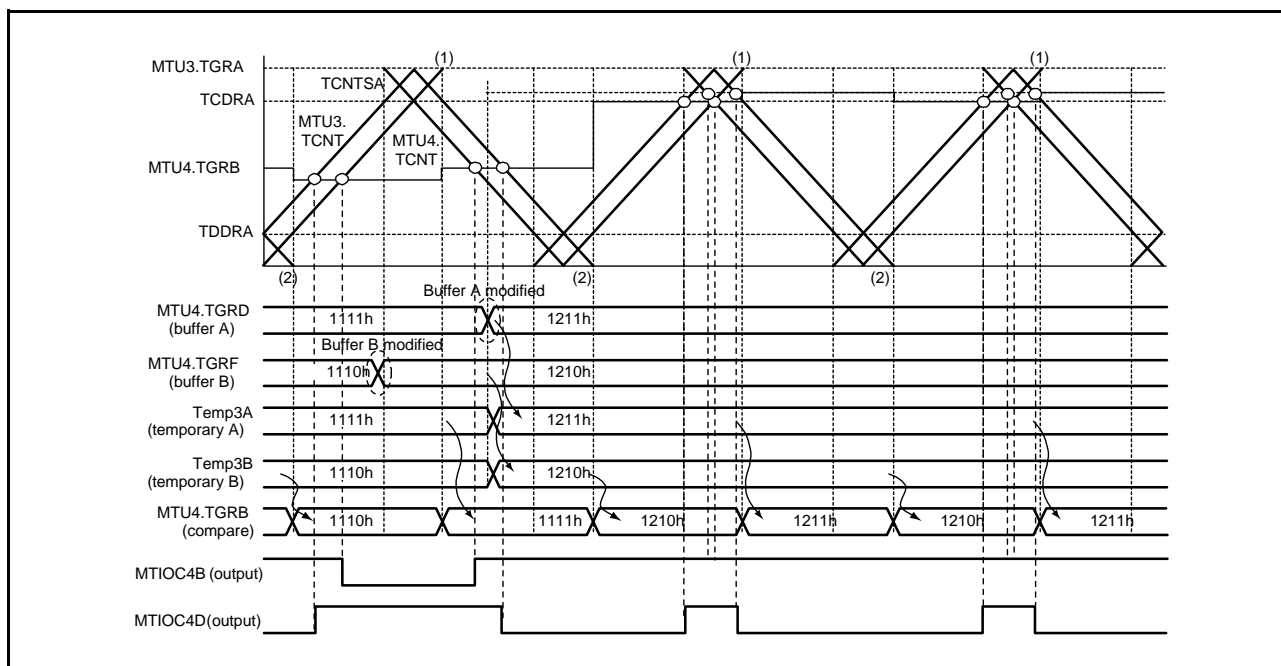 MTU3.TGRA
(1)
(1)
(1)
TCNTSA
TCDRA
MTU3.
TCNT
MTU4.
TCNT
MTU4.TGRB
TDDRA
(2)
(2)
(2)
Buffer A modified
MTU4.TGRD
(buffer A)
1111h
1211h
Buffer B modified
MTU4.TGRF
(buffer B)
1110h
1210h
Temp3A
(temporary A)
1111h
1211h
Temp3B
(temporary B)
1110h
1210h
MTU4.TGRB
(compare)
1110h
1111h
1210h
1211h
1210h
1211h
MTIOC4B (output)
MTIOC4D(output)